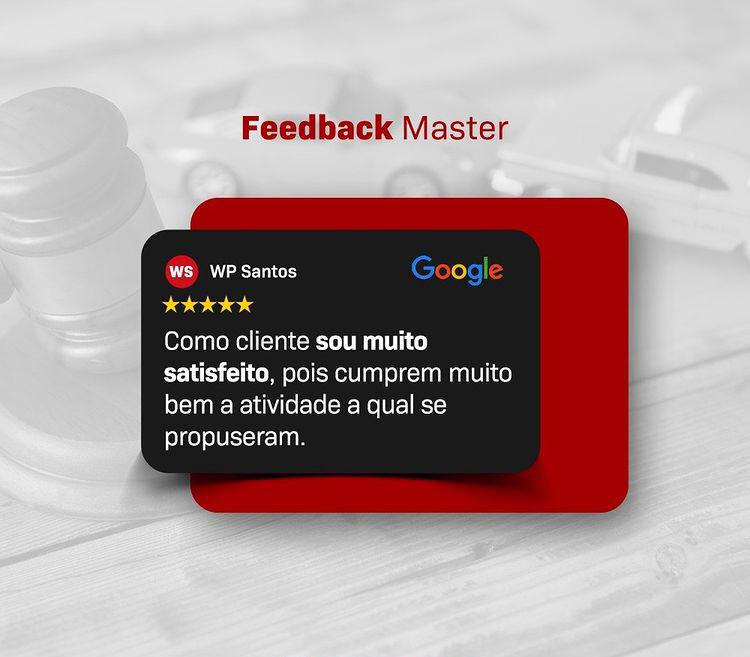 Feedback Master
WS WP Santos
Google
Como cliente sou muito
satisfeito, pois cumprem muito
bem a atividade a qual se
propuseram.